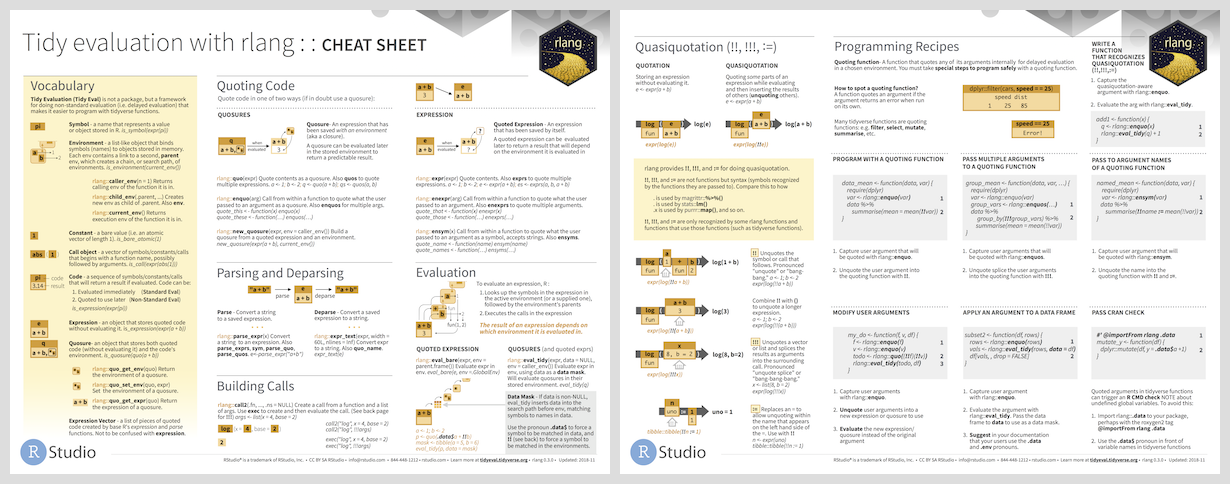 Tidy evaluation with rlang : : CHEAT SHEET
rlang
Vocabulary
Tidy Evaluation (Tidy Eval) is not a package, but a framework
for doing non-standard evaluation (i.e. delayed evaluation) that
makes it easier to program with tidyverse functions.
Symbol - a name that represents a value
or object stored in R. is_symbol(expr(pi))
Environment - a list-like object that binds
symbols (names) to objects stored in memory.
Each env contains a link to a second, parent
env, which creates a chain, or search path, of
environments. is_environment(current_env())
rlang::caller_env(n = 1) Returns
calling env of the function it is in.
rlang::child_env(.parent, ...) Creates
new env as child of .parent. Also env.
rlang::current_env() Returns
execution env of the function it is in.
Constant - a bare value (i.e. an atomic
vector of length 1). is_bare_atomic(1)
Call object - a vector of symbols/constants/calls
that begins with a function name, possibly
followed by arguments. is_call(expr(abs(1)))
Code - a sequence of symbols/constants/calls
that will return a result if evaluated. Code can be:
1. Evaluated immediately (Standard Eval)
2. Quoted to use later (Non-Standard Eval)
is_expression(expr(pi))
Expression - an object that stores quoted code
without evaluating it. is_expression(expr(a + b))
Quosure - an object that stores both quoted
code (without evaluating it) and the code's
environment. is_quosure(quo(a + b))
rlang::quo_get_env(quo) Return
the environment of a quosure.
rlang::quo_set_env(quo, expr)
Set the environment of a quosure.
rlang::quo_get_expr(quo) Return
the expression of a quosure.
Expression Vector - a list of pieces of quoted
code created by base R's expression and parse
functions. Not to be confused with expression.
Quoting Code
Quote code in one of two ways (if in doubt use a quosure):
QUOSURES
Quosure- An expression that
has been saved with an environment
(aka a closure).
A quosure can be evaluated later
in the stored environment to
return a predictable result.
rlang::quo(expr) Quote contents as a quosure. Also quos to quote
multiple expressions. a <- 1; b <- 2; q <- quo(a + b); qs <- quos(a, b)
rlang::enquo(arg) Call from within a function to quote what the user
passed to an argument as a quosure. Also enquos for multiple args.
quote_this <- function(x) enquo(x)
quote_these <- function(...) enquos(...)
rlang::new_quosure(expr, env = caller_env()) Build a
quosure from a quoted expression and an environment.
new_quosure(expr(a + b), current_env())
EXPRESSION
Quoted Expression - An expression
that has been saved by itself.
A quoted expression can be evaluated
later to return a result that will depend
on the environment it is evaluated in
rlang::expr(expr) Quote contents. Also exprs to quote multiple
expressions. a <- 1; b <- 2; e <- expr(a + b); es <- exprs(a, b, a + b)
rlang::enexpr(arg) Call from within a function to quote what the user
passed to an argument. Also enexprs to quote multiple arguments.
quote_that <- function(x) enexpr(x)
quote_those <- function(...) enexprs(...)
rlang::ensym(x) Call from within a function to quote what the user
passed to an argument as a symbol, accepts strings. Also ensyms.
quote_name <- function(name) ensym(name)
quote_names <- function(...) ensyms(...)
Parsing and Deparsing
"a + b"
parse
deparse
"a + b"
Parse - Convert a string
to a saved expression.
Deparse - Convert a saved
expression to a string.
rlang::parse_expr(x) Convert
a string to an expression. Also
parse_exprs, sym, parse_quo,
parse_quos. e<-parse_expr("a+b")
rlang::expr_text(expr, width =
60L, nlines = Inf) Convert expr
to a string. Also quo_name.
expr_text(e)
Building Calls
rlang::call2(.fn, ..., .ns = NULL) Create a call from a function and a list
of args. Use exec to create and then evaluate the call. (See back page
for !!!) args <- list(x = 4, base = 2)
call2("log", x = 4, base = 2)
call2("log", !!!args)
exec("log", x = 4, base = 2)
exec("log", !!!args)
Evaluation
To evaluate an expression, R :
1.Looks up the symbols in the expression in
the active environment (or a supplied one),
followed by the environment's parents
2.Executes the calls in the expression
The result of an expression depends on
which environment it is evaluated in.
QUOTED EXPRESSION
rlang::eval_bare(expr, env =
parent.frame()) Evaluate expr in
env. eval_bare(e, env =.GlobalEnv)
QUOSURES (and quoted exprs)
rlang::eval_tidy(expr, data = NULL,
env = caller_env()) Evaluate expr in
env, using data as a data mask.
Will evaluate quosures in their
stored environment. eval_tidy(q)
Data Mask - If data is non-NULL,
eval_tidy inserts data into the
search path before env, matching
symbols to names in data.
Use the pronoun .data$ to force a
symbol to be matched in data, and
!! (see back) to force a symbol to
be matched in the environments.
a <- 1; b <- 2
p <- quo(.data$a + !!b)
mask <- tibble(a = 5, b = 6)
eval_tidy(p, data = mask)
R Studio
RStudio® is a trademark of RStudio, Inc. • CC BY SA RStudio • info@rstudio.com • 844-448-1212 • rstudio.com • Learn more at tidyeval.tidyverse.org • rlang 0.3.0 • Updated: 2018-11
Quasiquotation (!!, !!!, :=)
QUOTATION
Storing an expression
without evaluating it.
e <- expr(a + b)
QUASIQUOTATION
Quoting some parts of
an expression while evaluating
and then inserting the results
of others (unquoting others).
e <- expr(a + b)
log(e)
log(a + b)
expr(log(e))
expr(log(!!e))
rlang provides !!, !!!, and := for doing quasiquotation.
!!, !!!, and := are not functions but syntax (symbols recognized
by the functions they are passed to). Compare this to how
. is used by magrittr::%>%()
. is used by stats::lm()
.x is used by purrr::map(), and so on.
!!, !!!, and := are only recognized by some rlang functions and
functions that use those functions (such as tidyverse functions).
log(1 + b)
expr(log(!!a + b))
!! Unquotes the
symbol or call that
follows. Pronounced
"unquote" or "bang-
bang." a <- 1; b <- 2
expr(log(!!a + b))
log(3)
expr(log(!!(a + b)))
Combine !! with ()
to unquote a longer
expression.
a <- 1; b <- 2
expr(log(!!(a + b)))
log(8, b=2)
expr(log(!!!x))
!!! Unquotes a vector
or list and splices the
results as arguments
into the surrounding
call. Pronounced
"unquote splice" or
"bang-bang-bang."
x <- list(8, b = 2)
expr(log(!!!x))
uno = 1
tibble::tibble(!!n := 1)
:= Replaces an = to
allow unquoting within
the name that appears
on the left hand side of
the =. Use with !!
n <- expr(uno)
tibble::tibble(!!n := 1)
Programming Recipes
Quoting function- A function that quotes any of its arguments internally for delayed evaluation
in a chosen environment. You must take special steps to program safely with a quoting function.
How to spot a quoting function?
A function quotes an argument if the
argument returns an error when run
on its own.
Many tidyverse functions are quoting
functions: e.g. filter, select, mutate,
summarise, etc.
dplyr::filter(cars, speed == 25)
speed dist
1 25 85
speed == 25
Error!
WRITE A
FUNCTION
THAT RECOGNIZES
QUASIQUOTATION
(!!,!!!,:=)
1. Capture the
quasiquotation-aware
argument with rlang::enquo.
2. Evaluate the arg with rlang::eval_tidy.
add1 <- function(x) {
q <- rlang::enquo(x) 1
rlang::eval_tidy(q) + 1 2
}
PROGRAM WITH A QUOTING FUNCTION
data_mean <- function(data, var) {
require(dplyr)
var <- rlang::enquo(var) 1
data %>%
summarise(mean = mean(!!var)) 2
}
1. Capture user argument that will
be quoted with rlang::enquo.
2. Unquote the user argument into
the quoting function with !!.
PASS MULTIPLE ARGUMENTS
TO A QUOTING FUNCTION
group_mean <- function(data, var, ...) {
require(dplyr)
var <- rlang::enquo(var)
group_vars <- rlang::enquos(...) 1
data %>%
group_by(!!!group_vars) %>% 2
summarise(mean = mean(!!var))
}
1. Capture user arguments that will
be quoted with rlang::enquos.
2. Unquote splice the user arguments
into the quoting function with !!!.
PASS TO ARGUMENT NAMES
OF A QUOTING FUNCTION
named_mean <- function(data, var) {
require(dplyr)
var <- rlang::ensym(var) 1
data %>%
summarise(!!name := mean(!!var)) 2
}
1. Capture user argument that will
be quoted with rlang::ensym.
2. Unquote the name into the
quoting function with !! and :=.
MODIFY USER ARGUMENTS
my_do <- function(f, v, df) {
f <- rlang::enquo(f) 1
v <- rlang::enquo(v)
todo <- rlang::quo((!!f)(!!v)) 2
rlang::eval_tidy(todo, df) 3
}
1. Capture user arguments
with rlang::enquo.
2. Unquote user arguments into a
new expression or quosure to use
3. Evaluate the new expression/
quosure instead of the original
argument
APPLY AN ARGUMENT TO A DATA FRAME
subset2 <- function(df, rows) {
rows <- rlang::enquo(rows) 1
vals <- rlang::eval_tidy(rows, data = df) 2
df[vals, , drop = FALSE]
}
1. Capture user argument
with rlang::enquo.
2. Evaluate the argument with
rlang::eval_tidy. Pass the data
frame to data to use as a data mask.
3. Suggest in your documentation
that your users use the .data
and .env pronouns.
PASS CRAN CHECK
#' @importFrom rlang .data 1
mutate_y <- function(df) {
dplyr::mutate(df, y = .data$a +1) 2
}
Quoted arguments in tidyverse functions
can trigger an R CMD check NOTE about
undefined global variables. To avoid this:
1. Import rlang::.data to your package,
perhaps with the roxygen2 tag
@importFrom rlang .data
2. Use the .data$ pronoun in front of
variable names in tidyverse functions
R Studio
RStudio® is a trademark of RStudio, Inc. • CC BY SA RStudio • info@rstudio.com • 844-448-1212 • rstudio.com • Learn more at tidyeval.tidyverse.org • rlang 0.3.0 • Updated: 2018-11